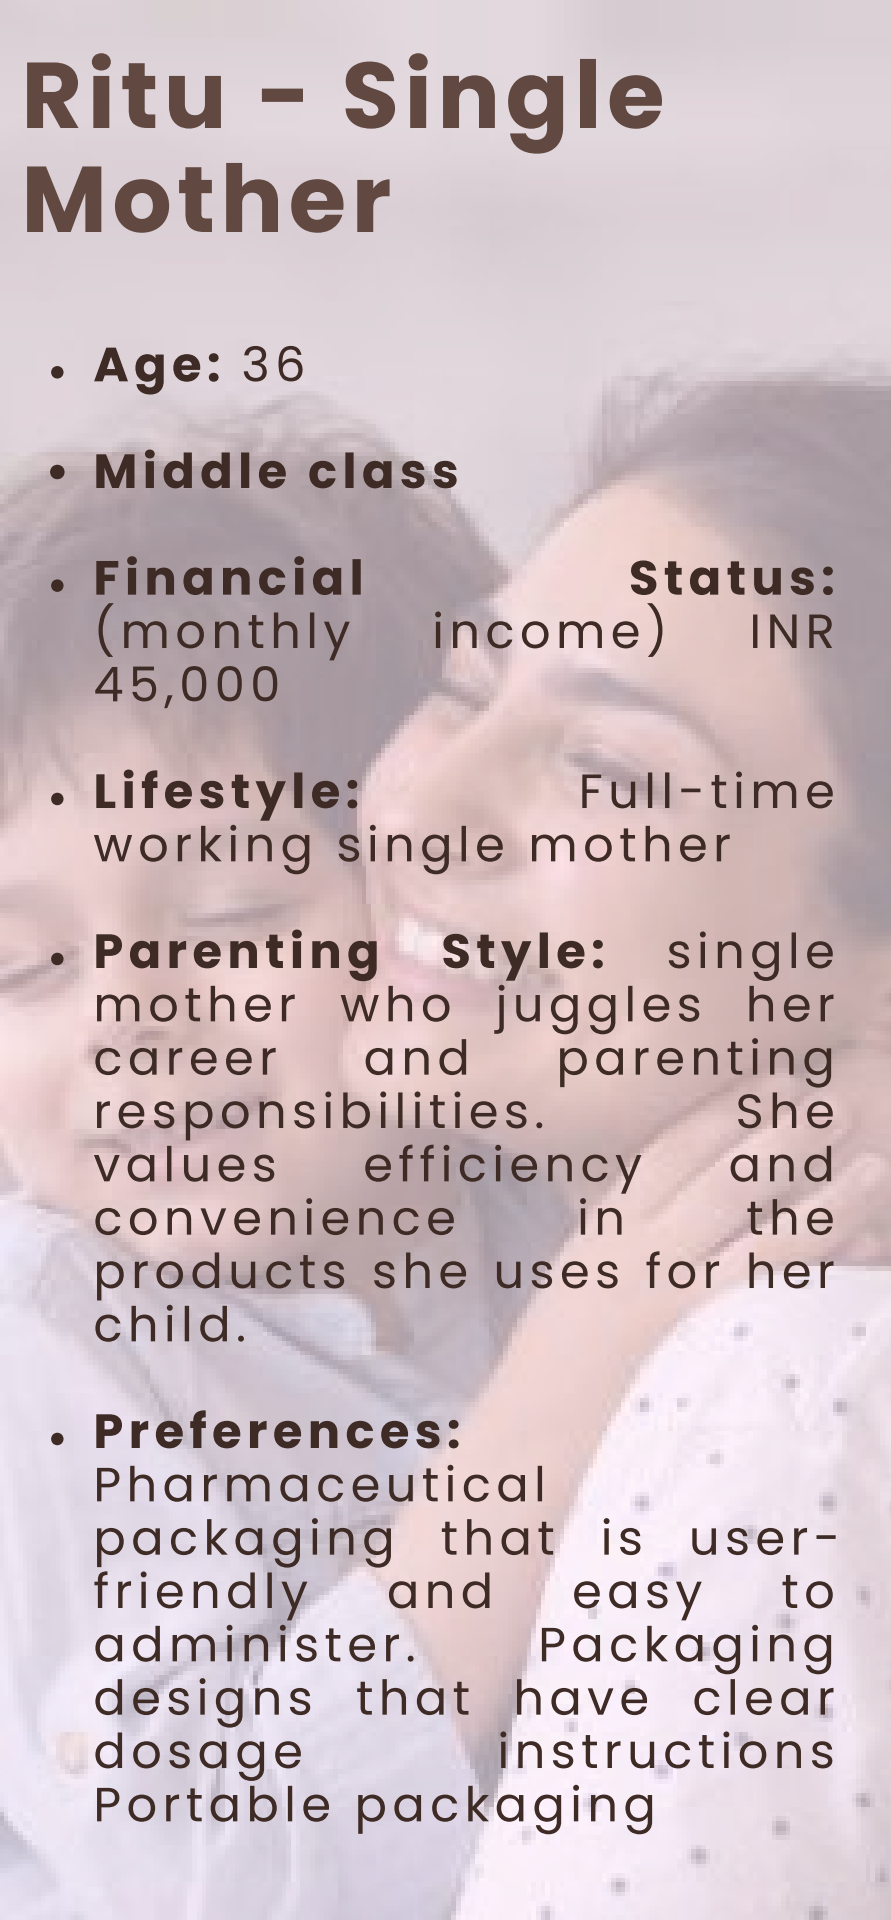 Ritu - Single
Mother
• Age: 36
• Middle class
• Financial Status:
(monthly income) INR
45,000
• Lifestyle: Full-time
working single mother
• Parenting Style: single
mother who juggles her
career and parenting
responsibilities. She
values efficiency and
convenience in the
products she uses for her
child.
• Preferences:
Pharmaceutical
packaging that is user-
friendly and easy to
administer. Packaging
designs that have clear
dosage instructions
Portable packaging